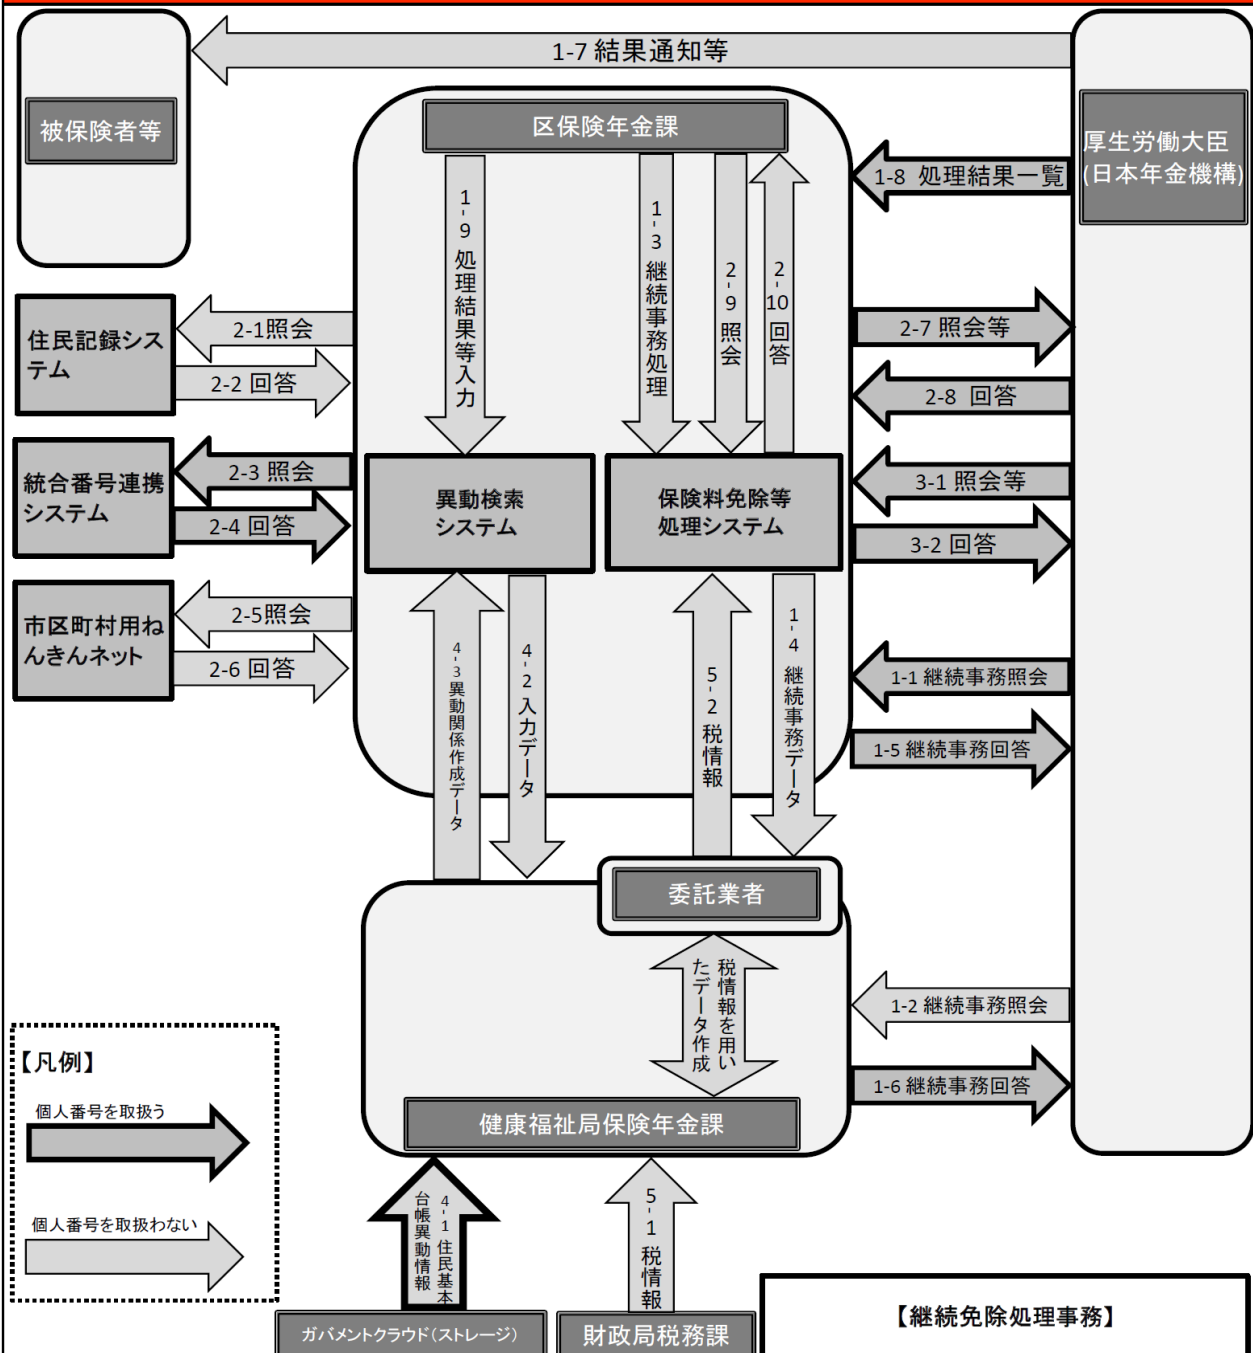 1-7 結果通知等
被保険者等
区保険年金課
厚生労働大臣
(日本年金機構)
1-8 処理結果一覧
1-9 処理結果等入力
1-3 継続事務処理
2-9 照会
2-10 回答
住民記録シス
テム
2-1照会
2-2 回答
2-7 照会等
2-8 回答
統合番号連携
システム
2-3 照会
2-4 回答
異動検索
システム
保険料免除等
処理システム
3-1 照会等
3-2 回答
市区町村用ね
んきんネット
2-5照会
2-6 回答
4-3異動関係作成データ
4-2 入力データ
5-2 税情報
1-4 継続事務データ
1-1 継続事務照会
1-5 継続事務回答
委託業者
税情報を用い
たデータ作成
1-2 継続事務照会
1-6 継続事務回答
健康福祉局保険年金課
【凡例】
個人番号を取扱う
個人番号を取扱わない
4-1 住民基本
台帳異動情報
5-1 税情報
ガバメントクラウド(ストレージ)
財政局税務課
【継続免除処理事務】